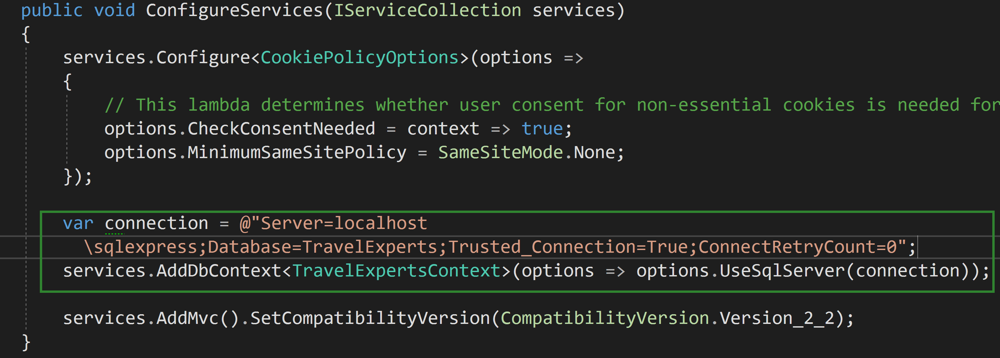 public void ConfigureServices(IServiceCollection services)
{
    services.Configure<CookiePolicyOptions>(options =>
    {
        // This lambda determines whether user consent for non-essential cookies is needed for
        options.CheckConsentNeeded = context => true;
        options.MinimumSameSitePolicy = SameSiteMode.None;
    });
    var connection = @"Server=localhost
      \sqlexpress;Database=TravelExperts;Trusted_Connection=True;ConnectRetryCount=0";
    services.AddDbContext<TravelExpertsContext>(options => options.UseSqlServer(connection));
    services.AddMvc().SetCompatibilityVersion(CompatibilityVersion.Version_2_2);
}